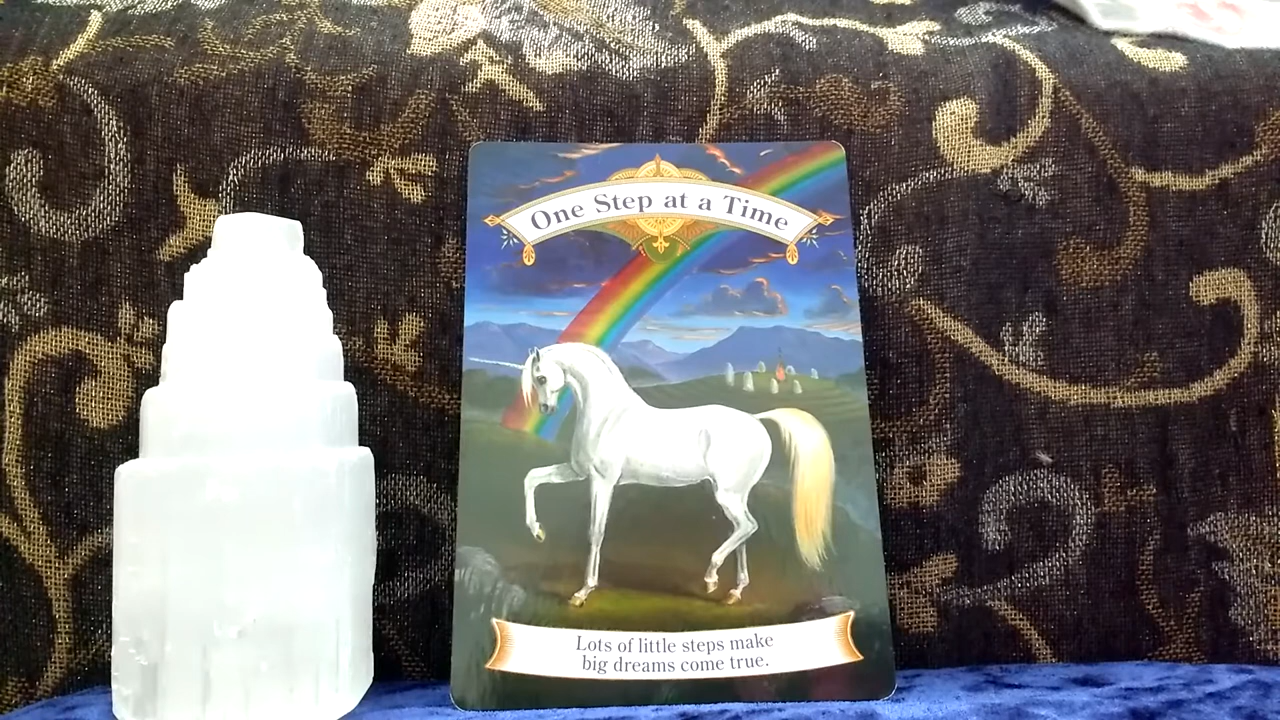 One Step at a Time
Lots of little steps make
big dreams come true.